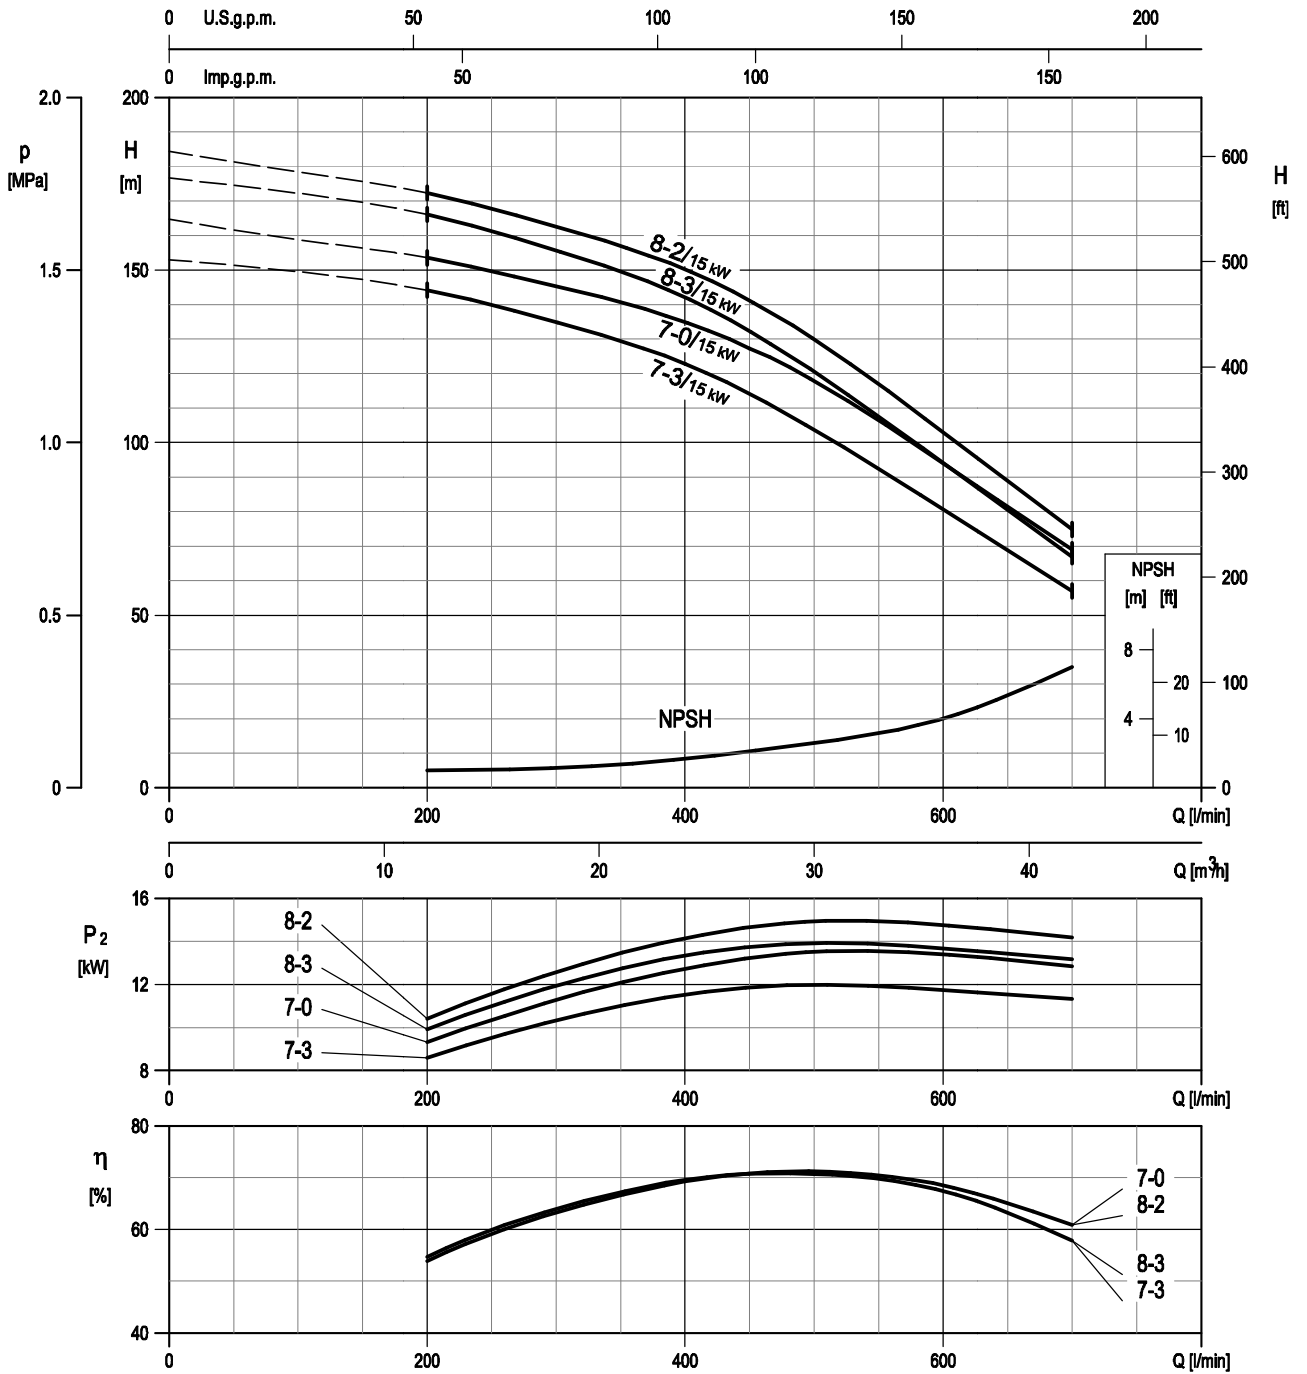 0 U.S.g.p.m. 50 100 150 200
0 Imp.g.p.m. 50 100 150
2.0 200
p H
[MPa] [m]
600
H
[ft]
8-2/15 kW
500
1.5 150
8-3/15 kW
7-0/15 kW
7-3/15 kW
400
1.0 100
300
NPSH
200
[m] [ft]
0.5 50
8
20 100
NPSH
4
10
0 0 0
200 400 600 Q [l/min]
0 10 20 30 40 Q [m³/h]
16
8-2
P2
8-3
[kW]
12
7-0
7-3
8
0 200 400 600 Q [l/min]
80
η
7-0
[%]
8-2
60
8-3
7-3
40
0 200 400 600 Q [l/min]